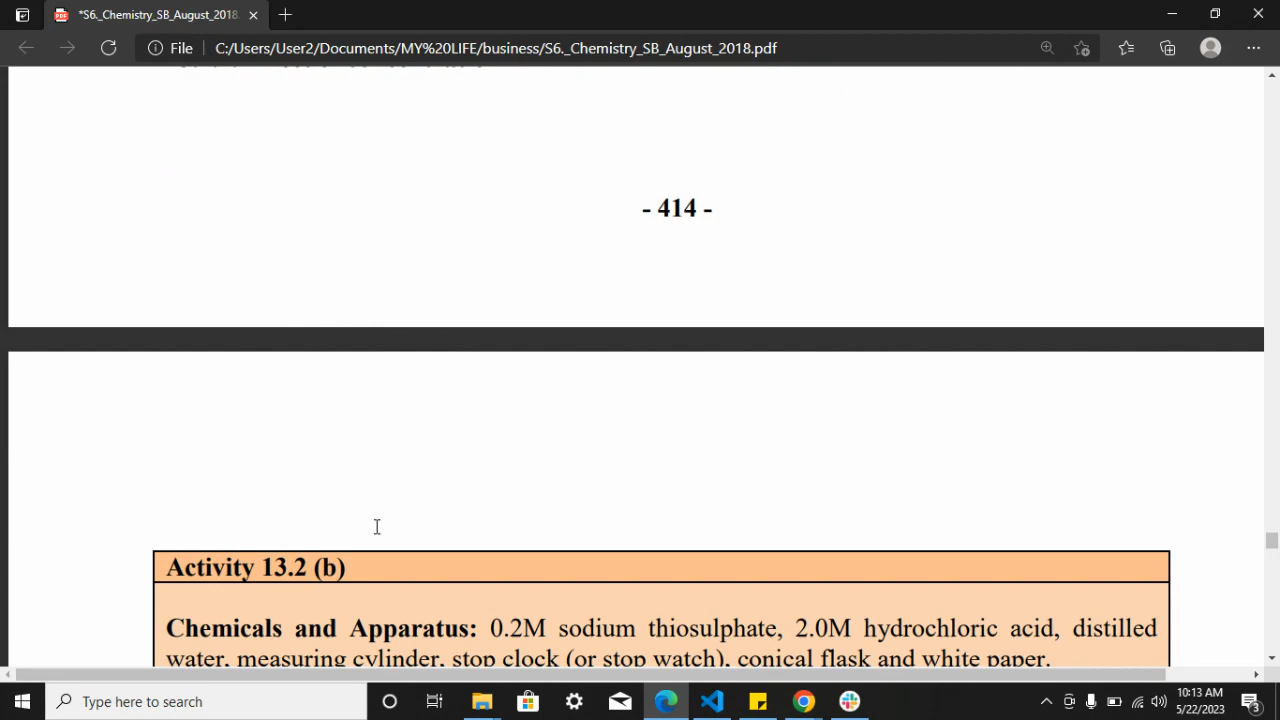 *S6._Chemistry_SB_August_2018.
File
C:/Users/User2/Documents/MY%20LIFE/business/S6._Chemistry_SB_August_2018.pdf
- 414 -
Activity 13.2 (b)
Chemicals and Apparatus: 0.2M sodium thiosulphate, 2.0M hydrochloric acid, distilled
water, measuring cylinder, stop clock (or stop watch), conical flask and white paper.
Type here to search
10:13 AM
5/22/2023
3